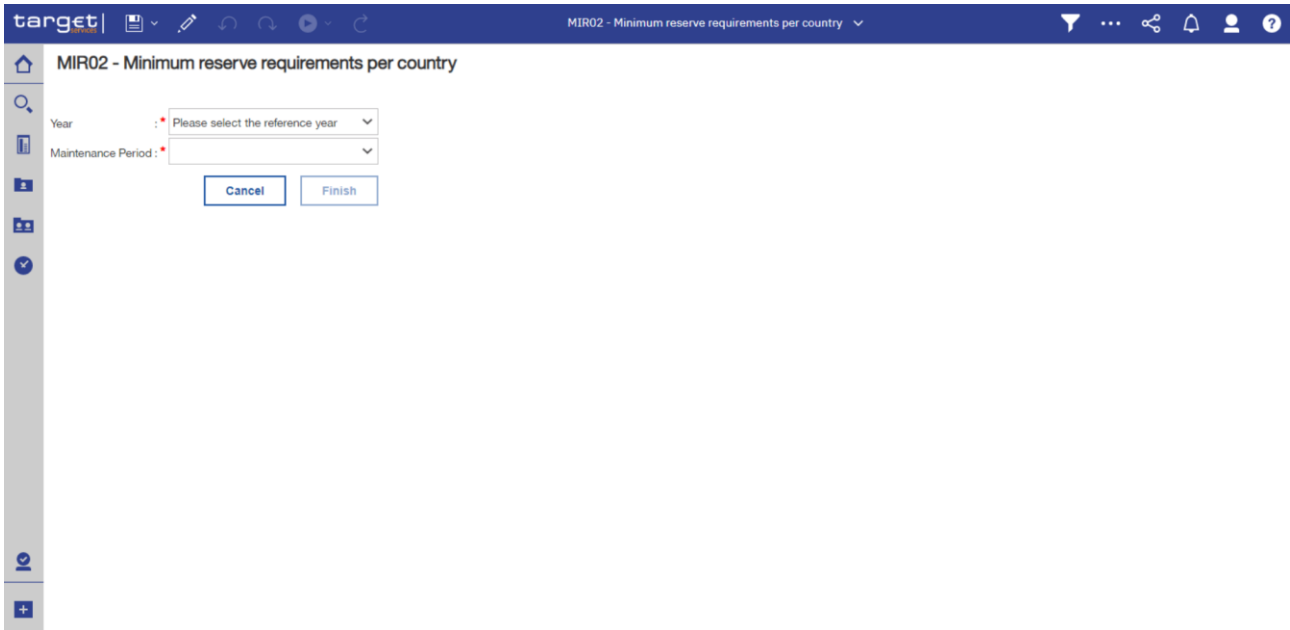 target|
services
MIR02 - Minimum reserve requirements per country
MIR02 - Minimum reserve requirements per country
Year :* Please select the reference year
Maintenance Period : *
Cancel Finish